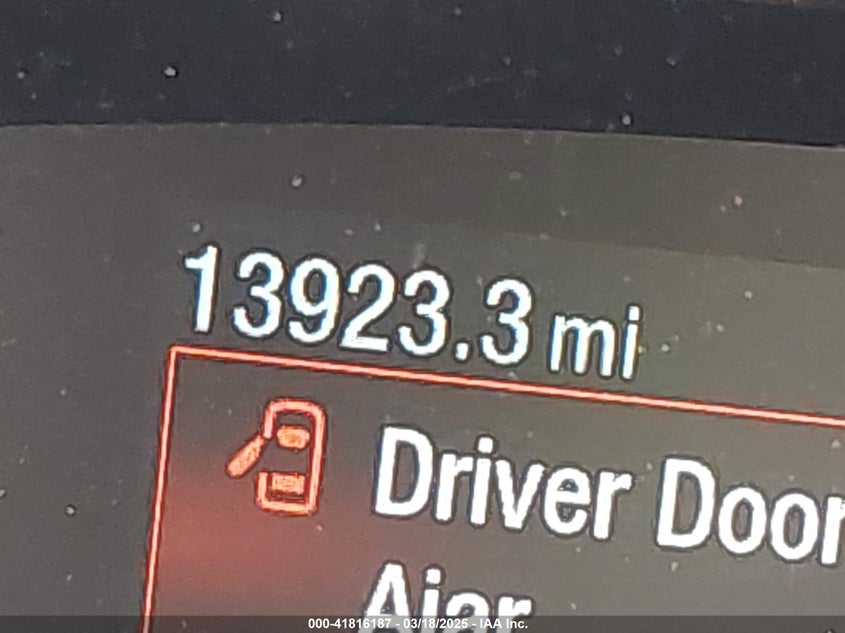 13923.3 mi
Driver Door
Ajar
000-41816187 - 03/18/2025 - IAA Inc.